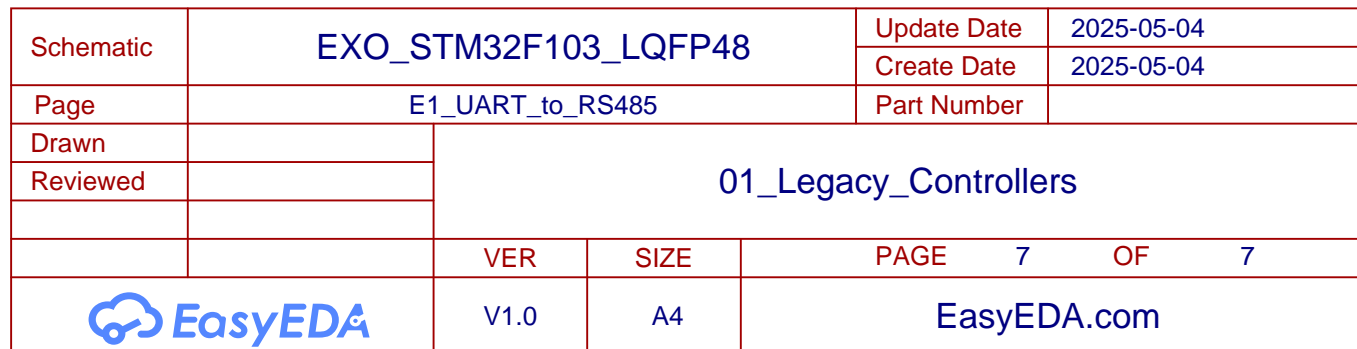 Schematic EXO_STM32F103_LQFP48 Update Date 2025-05-04
Create Date 2025-05-04
Page E1_UART_to_RS485 Part Number
Drawn
Reviewed 01_Legacy_Controllers
VER SIZE PAGE 7 OF 7
EasyEDA V1.0 A4 EasyEDA.com